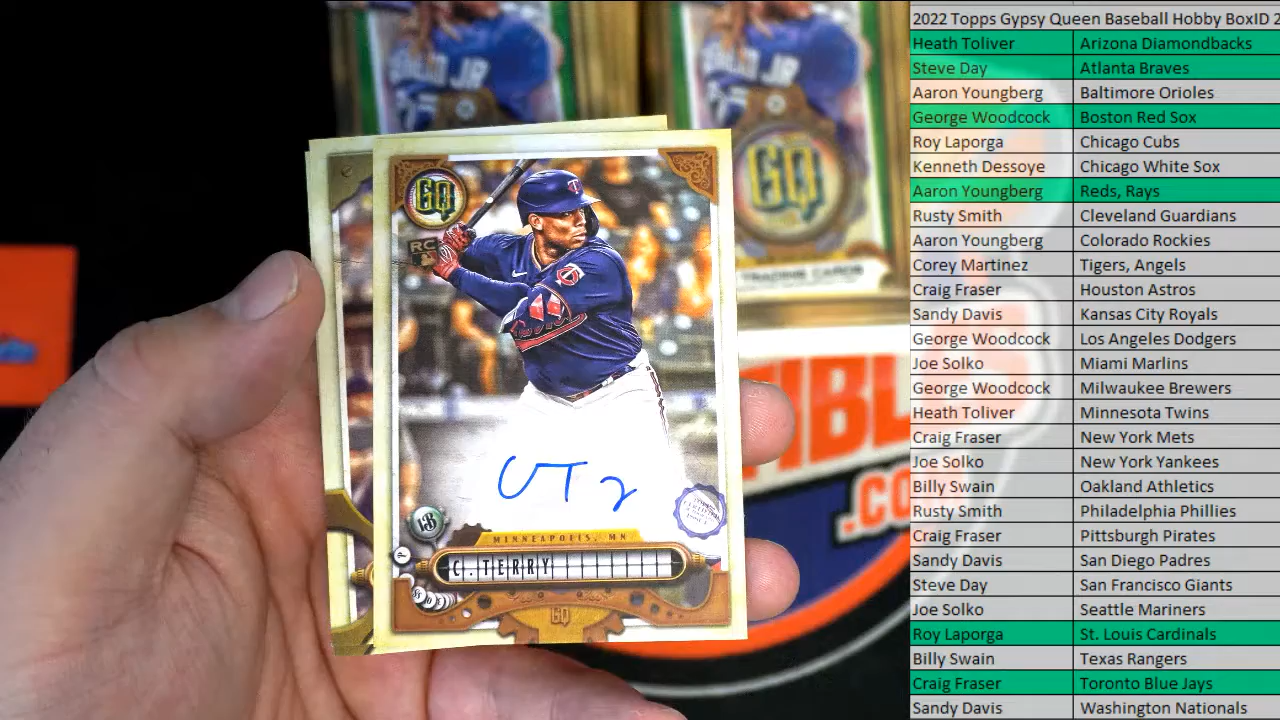 2022 Topps Gypsy Queen Baseball Hobby BoxID 2
Heath Toliver Arizona Diamondbacks
Steve Day Atlanta Braves
Aaron Youngberg Baltimore Orioles
George Woodcock Boston Red Sox
Roy Laporga Chicago Cubs
Kenneth Dessoye Chicago White Sox
Aaron Youngberg Reds, Rays
Rusty Smith Cleveland Guardians
Aaron Youngberg Colorado Rockies
Corey Martinez Tigers, Angels
Craig Fraser Houston Astros
Sandy Davis Kansas City Royals
George Woodcock Los Angeles Dodgers
Joe Solko Miami Marlins
George Woodcock Milwaukee Brewers
Heath Toliver Minnesota Twins
Craig Fraser New York Mets
Joe Solko New York Yankees
Billy Swain Oakland Athletics
Rusty Smith Philadelphia Phillies
Craig Fraser Pittsburgh Pirates
Sandy Davis San Diego Padres
Steve Day San Francisco Giants
Joe Solko Seattle Mariners
Roy Laporga St. Louis Cardinals
Billy Swain Texas Rangers
Craig Fraser Toronto Blue Jays
Sandy Davis Washington Nationals
GQ
RC
MINNEAPOLIS, MN
C. TERRY
GQ
GQ
TRADING CARDS
.CO